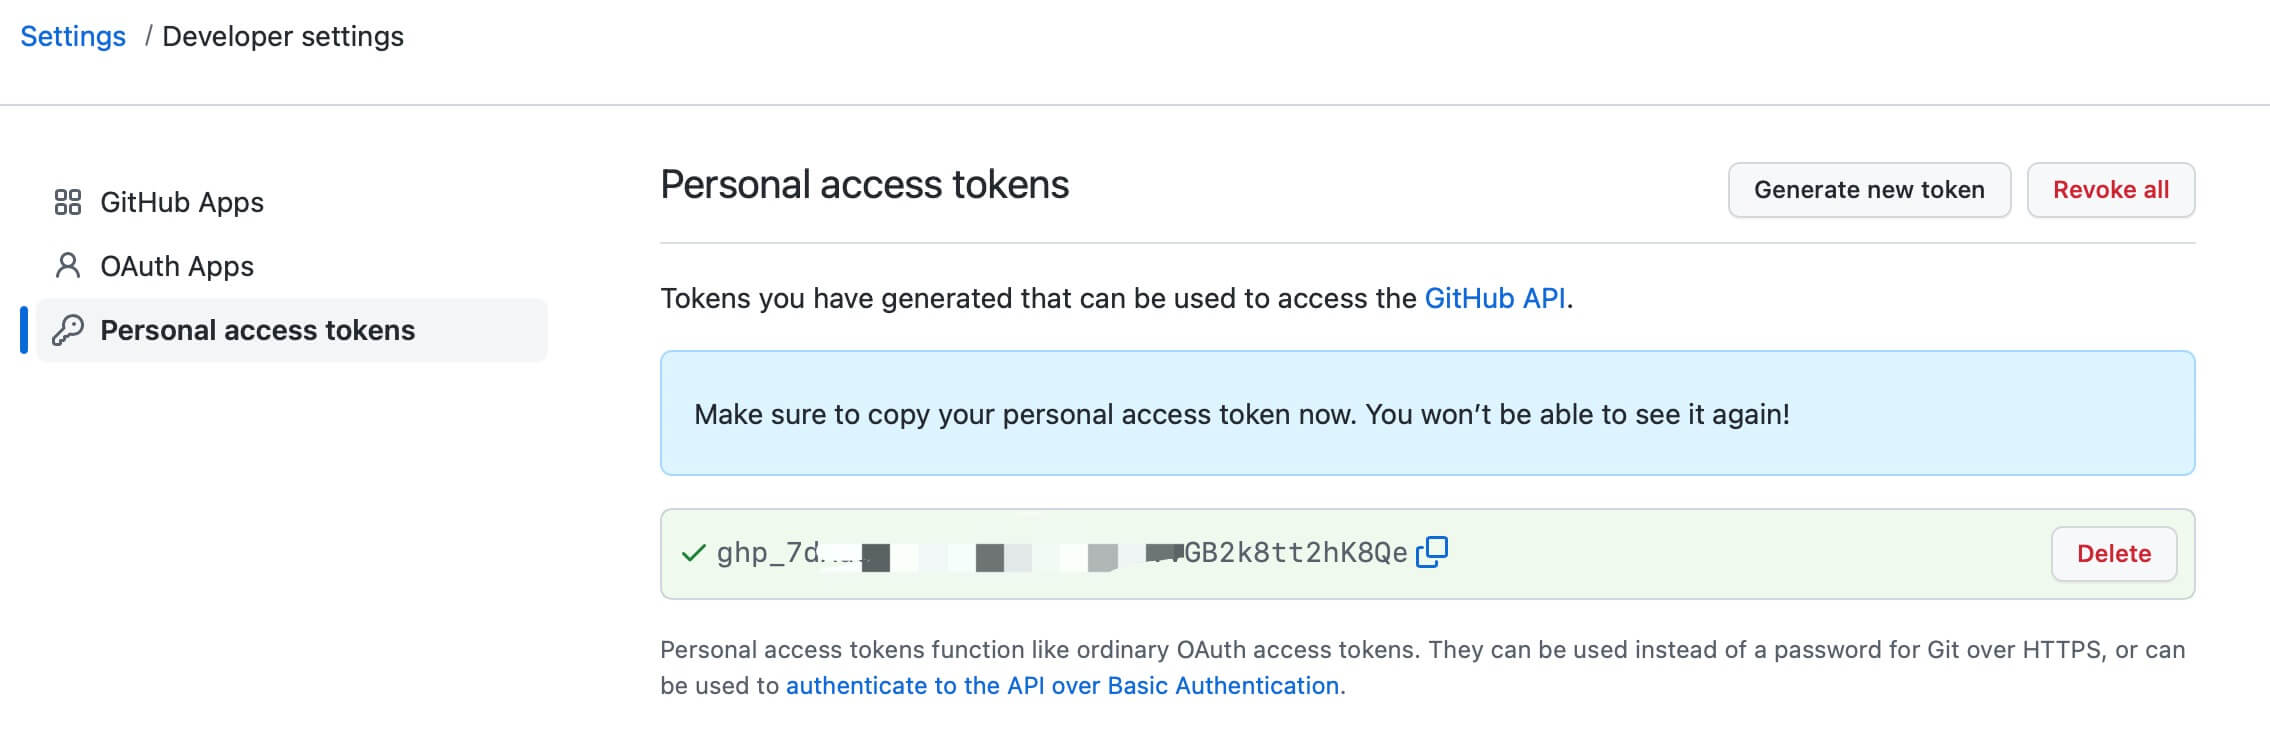 Settings / Developer settings
GitHub Apps
OAuth Apps
Personal access tokens
Personal access tokens
Generate new token
Revoke all
Tokens you have generated that can be used to access the GitHub API.
Make sure to copy your personal access token now. You won’t be able to see it again!
ghp_7d GB2k8tt2hK8Qe
Delete
Personal access tokens function like ordinary OAuth access tokens. They can be used instead of a password for Git over HTTPS, or can
be used to authenticate to the API over Basic Authentication.